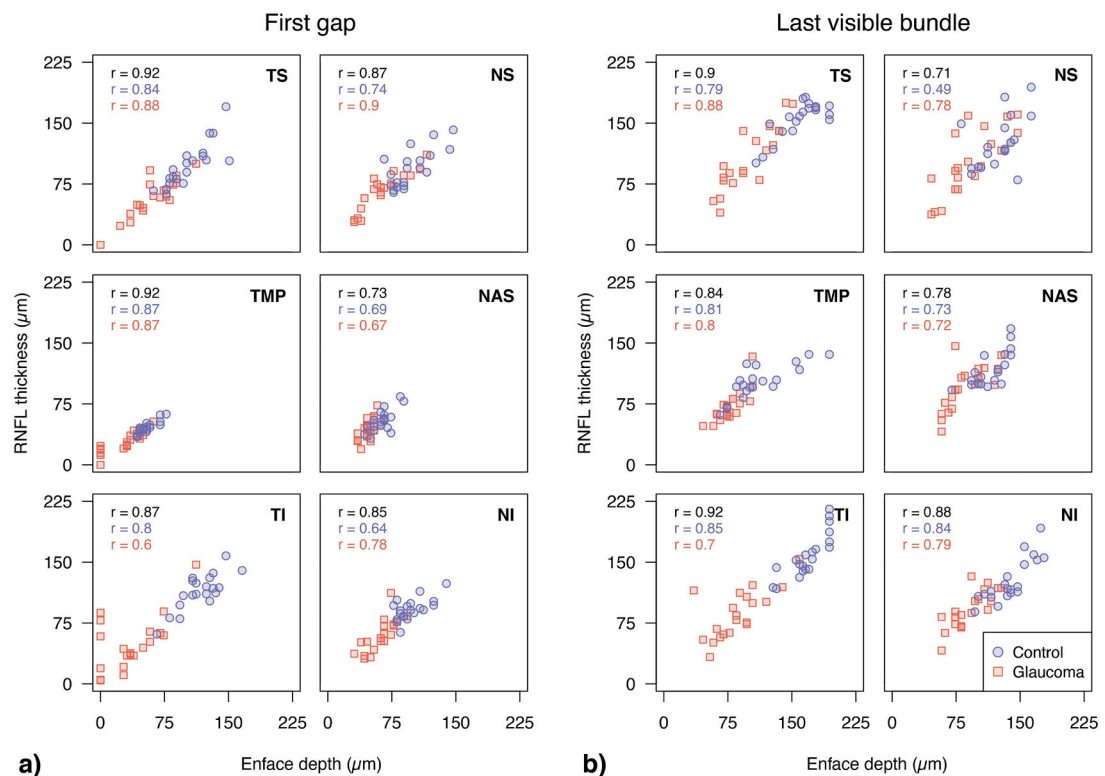 First gap
Last visible bundle
r = 0.92
r = 0.84
r = 0.88
TS
r = 0.87
r = 0.74
r = 0.9
NS
r = 0.9
r = 0.79
r = 0.88
TS
r = 0.71
r = 0.49
r = 0.78
NS
225
150
75
0
225
150
75
0
r = 0.92
r = 0.87
r = 0.87
TMP
r = 0.73
r = 0.69
r = 0.67
NAS
r = 0.84
r = 0.81
r = 0.8
TMP
r = 0.78
r = 0.73
r = 0.72
NAS
225
150
75
0
225
150
75
0
RNFL thickness (µm)
RNFL thickness (µm)
r = 0.87
r = 0.8
r = 0.6
TI
r = 0.85
r = 0.64
r = 0.78
NI
r = 0.92
r = 0.85
r = 0.7
TI
r = 0.88
r = 0.84
r = 0.79
NI
225
150
75
0
225
150
75
0
Control
Glaucoma
0 75 150 225
0 75 150 225
0 75 150 225
0 75 150 225
a)
Enface depth (µm)
b)
Enface depth (µm)